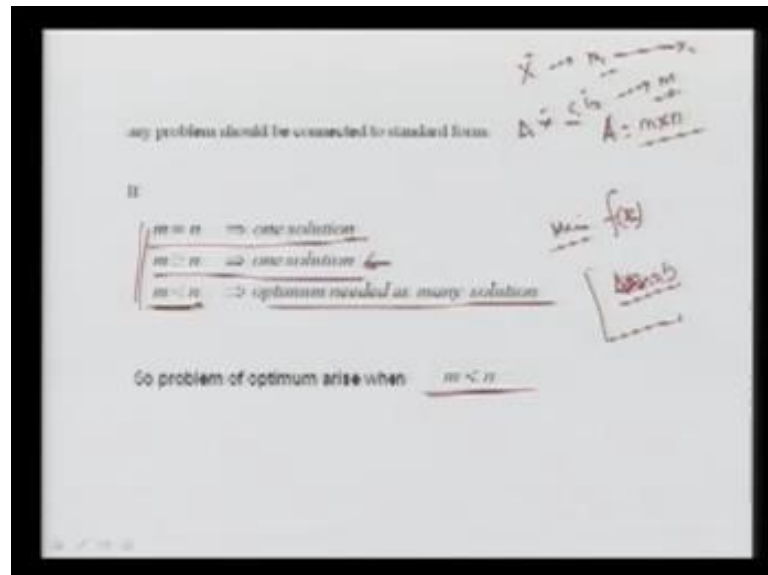 any problem should be connected to standard form.
If
m = n ⇒ one solution
m ≥ n ⇒ one solution
m < n ⇒ optimum needed as many solution
So problem of optimum arise when m < n
A = m×n
min f(x)